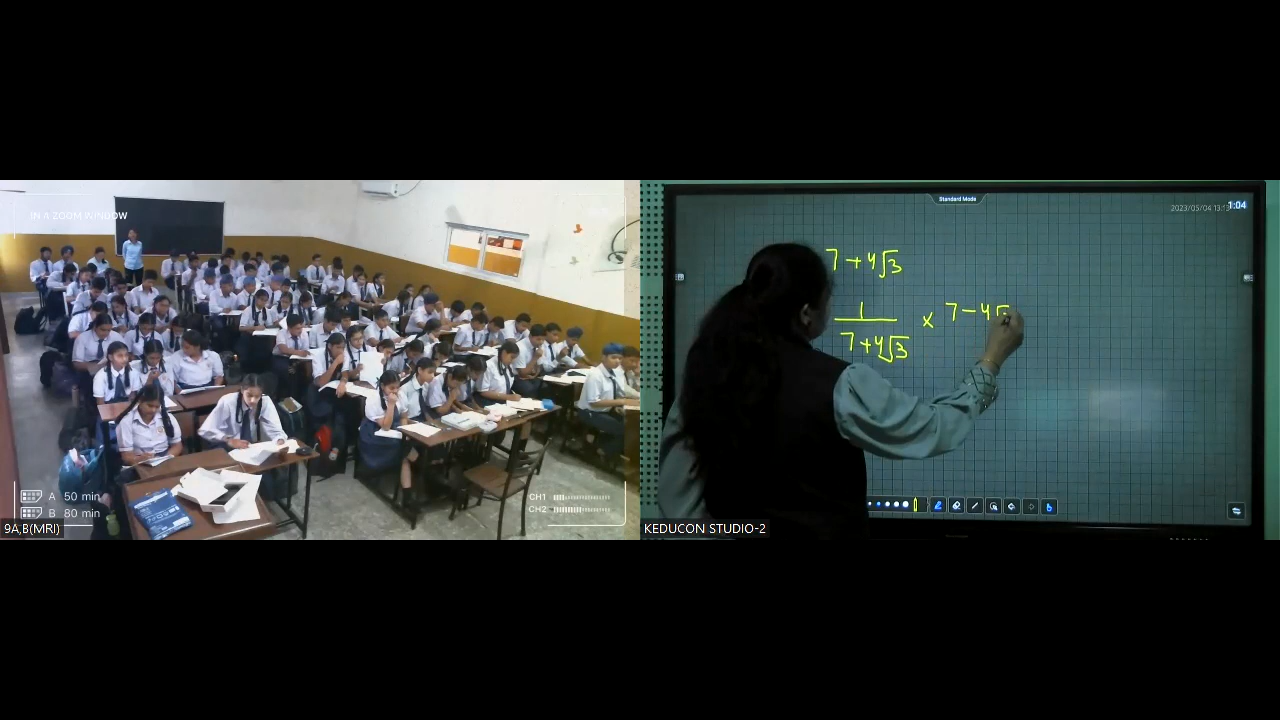 IN A ZOOM WINDOW
A 50 min
B 80 min
CH1
CH2
9A,B(MRI)
Standard Mode
1:04
7+4√3
1
7+4√3
× 7-4√
KEDUCON STUDIO-2